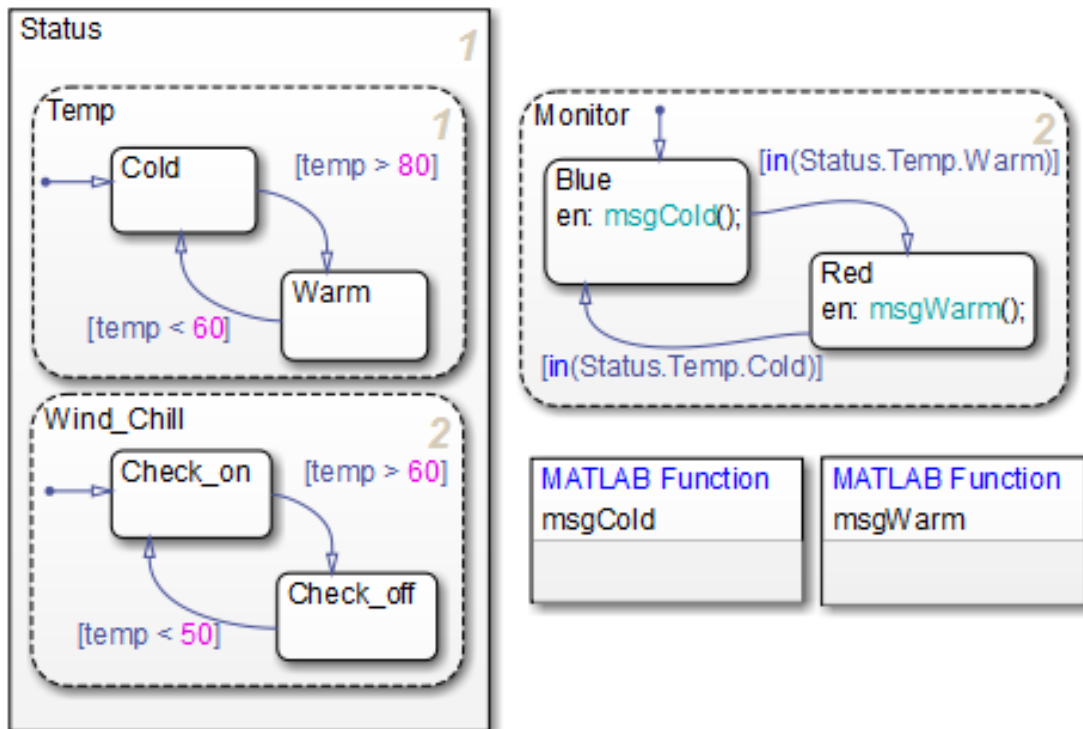 Status
1
Temp
1
Cold
[temp > 80]
Warm
[temp < 60]
Wind_Chill
2
Check_on
[temp > 60]
Check_off
[temp < 50]
Monitor
2
[in(Status.Temp.Warm)]
Blue
en: msgCold();
Red
en: msgWarm();
[in(Status.Temp.Cold)]
MATLAB Function
msgCold
MATLAB Function
msgWarm